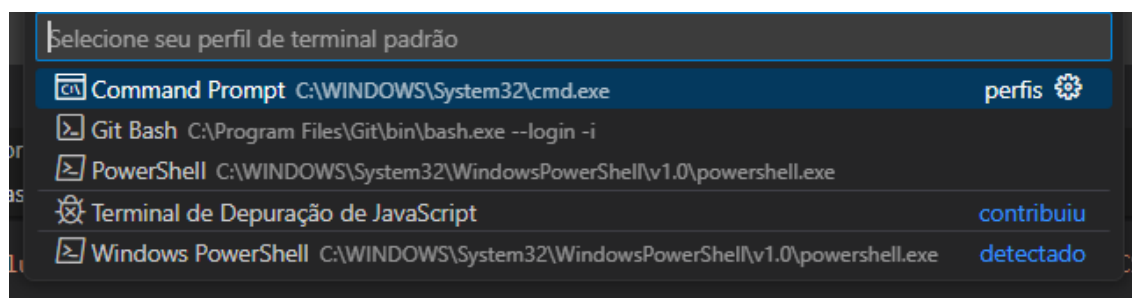 Selecione seu perfil de terminal padrão
Command Prompt C:\WINDOWS\System32\cmd.exe perfis
Git Bash C:\Program Files\Git\bin\bash.exe --login -i
PowerShell C:\WINDOWS\System32\WindowsPowerShell\v1.0\powershell.exe
Terminal de Depuração de JavaScript contribuiu
Windows PowerShell C:\WINDOWS\System32\WindowsPowerShell\v1.0\powershell.exe detectado